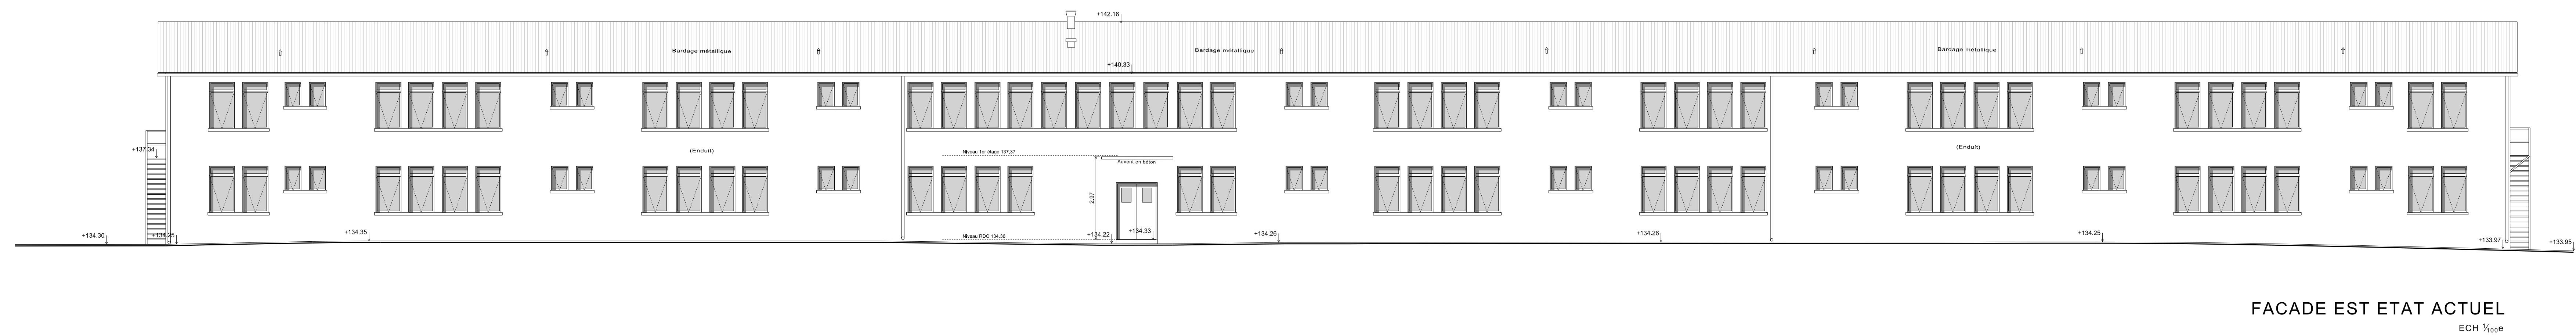 +142.16
Bardage métallique
Bardage métallique
Bardage métallique
+140.33
+137.34
(Enduit)
Niveau 1er étage 137,37
Auvent en béton
(Enduit)
2.97
+134.30
+134.25
+134.35
Niveau RDC 134,36
+134.22
+134.33
+134.26
+134.26
+134.25
+133.97
+133.95
FACADE EST ETAT ACTUEL
ECH 1/100e